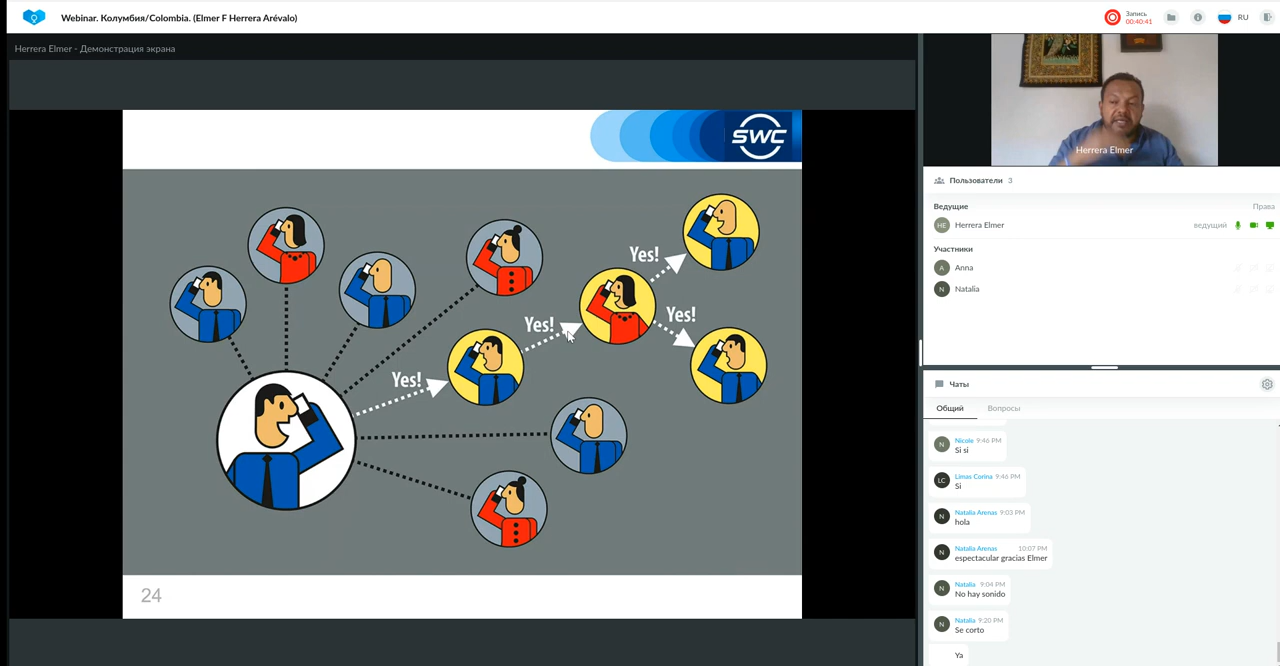 Webinar. Колумбия/Colombia. (Elmer F Herrera Arévalo)
Запись
00:40:41
RU
Herrera Elmer - Демонстрация экрана
SWC
Yes!
Yes!
Yes!
Yes!
24
Herrera Elmer
Пользователи 3
Ведущие Права
HE Herrera Elmer ведущий
Участники
A Anna
N Natalia
Чаты
Общий Вопросы
N Nicole 9:46 PM
Si si
LC Limas Corina 9:46 PM
Si
N Natalia Arenas 9:03 PM
hola
N Natalia Arenas 10:07 PM
espectacular gracias Elmer
N Natalia 9:04 PM
No hay sonido
N Natalia 9:20 PM
Se corto
Ya